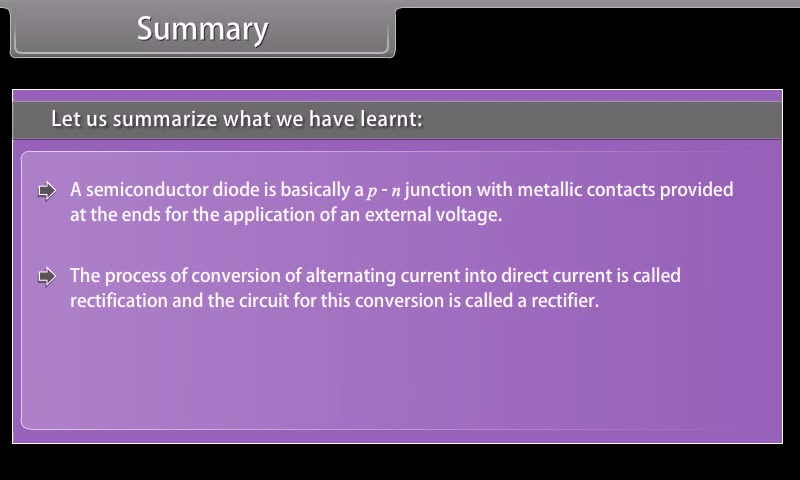 Summary
Let us summarize what we have learnt:
A semiconductor diode is basically a p - n junction with metallic contacts provided
at the ends for the application of an external voltage.
The process of conversion of alternating current into direct current is called
rectification and the circuit for this conversion is called a rectifier.